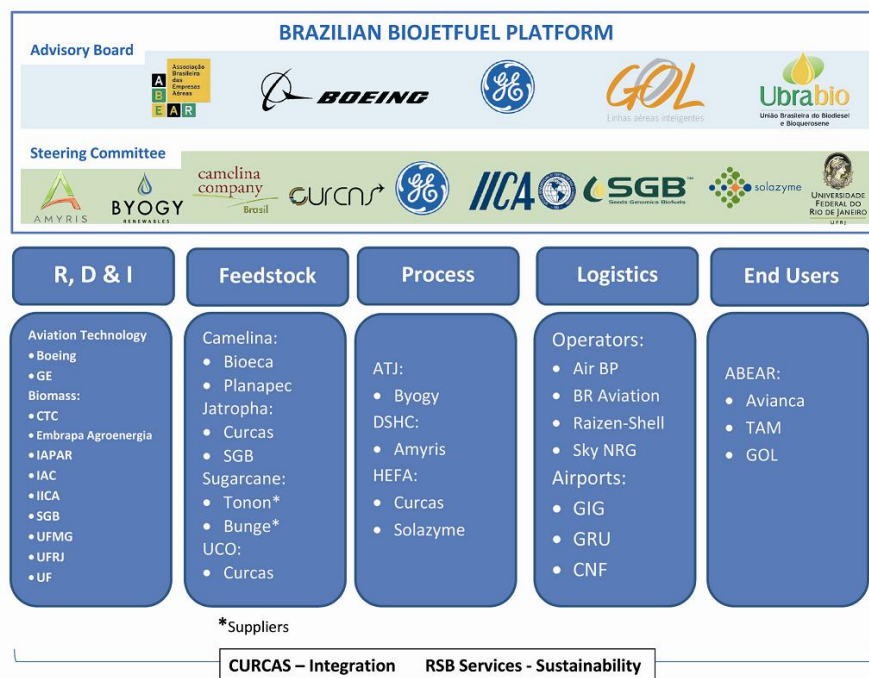 BRAZILIAN BIOJETFUEL PLATFORM
Advisory Board
Associação
Brasileira
das
Empresas
Aéreas
A
B
E A R
BOEING
GE
GOL
Linhas aéreas inteligentes
Ubrabio
União Brasileira do Biodiesel
e Bioquerosene
Steering Committee
AMYRIS
BYOGY
RENEWABLES
camelina
company
Brasil
curcas
GE
IICA
SGB™
Seeds Genomics Biofuels
solazyme
UNIVERSIDADE
FEDERAL DO
RIO DE JANEIRO
UFRJ
R, D & I
Feedstock
Process
Logistics
End Users
Aviation Technology
• Boeing
• GE
Biomass:
• CTC
• Embrapa Agroenergia
• IAPAR
• IAC
• IICA
• SGB
• UFMG
• UFRJ
• UF
Camelina:
• Bioeca
• Planapec
Jatropha:
• Curcas
• SGB
Sugarcane:
• Tonon*
• Bunge*
UCO:
• Curcas
ATJ:
• Byogy
DSHC:
• Amyris
HEFA:
• Curcas
• Solazyme
Operators:
• Air BP
• BR Aviation
• Raizen-Shell
• Sky NRG
Airports:
• GIG
• GRU
• CNF
ABEAR:
• Avianca
• TAM
• GOL
*Suppliers
CURCAS – Integration RSB Services - Sustainability